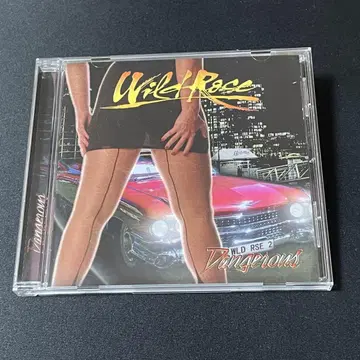 Wild Rose
WLD RSE 2
Dangerous
Dangerous